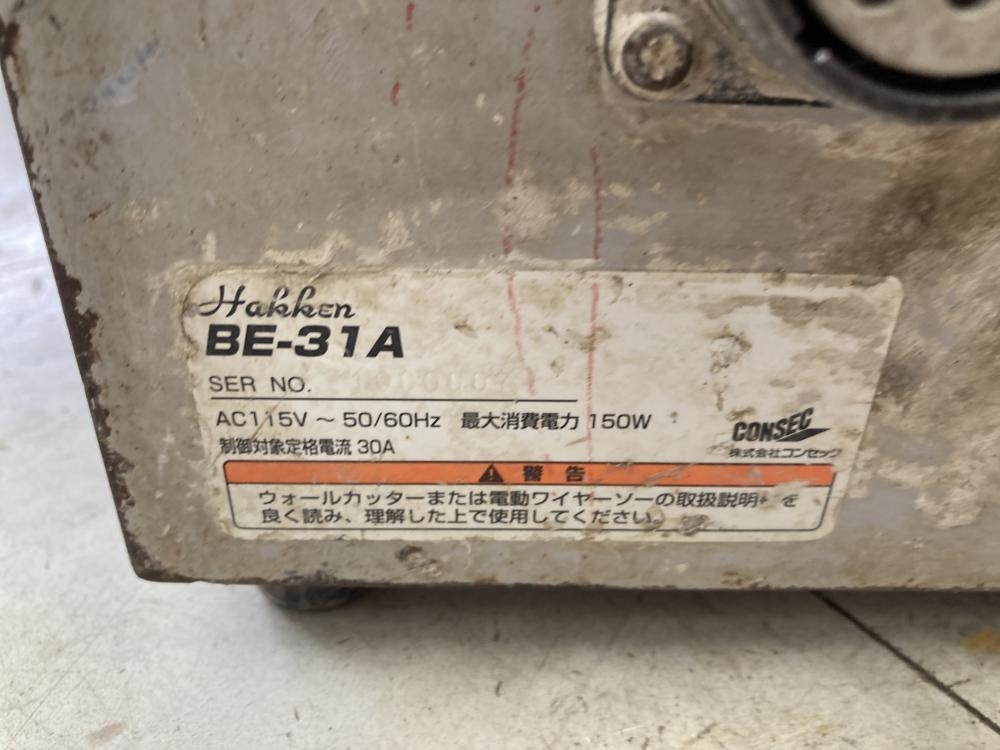 Hakken
BE-31A
SER NO.
AC115V ~ 50/60Hz 最大消費電力 150W
制御対象定格電流 30A
CONSEC
株式会社コンセック
警告
ウォールカッターまたは電動ワイヤーソーの取扱説明 を
良く読み、理解した上で使用してください。